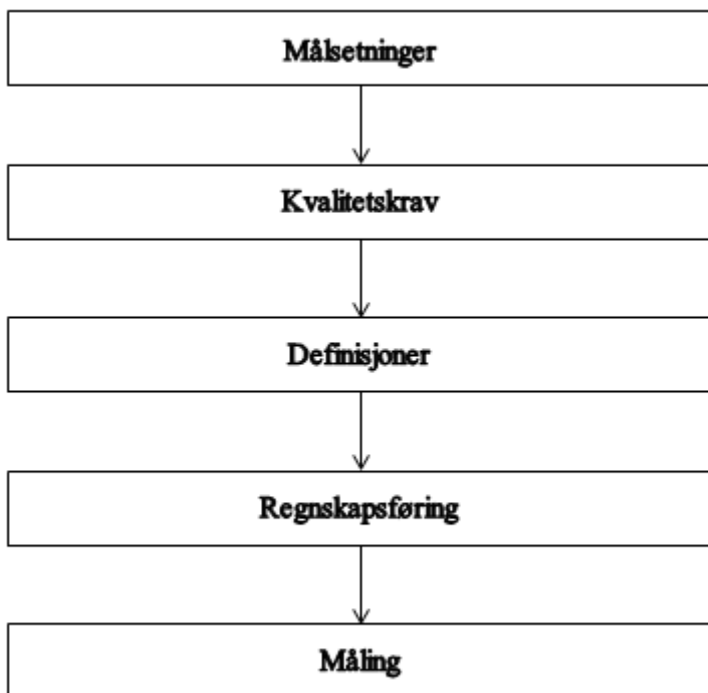 Målsetninger
Kvalitetskrav
Definisjoner
Regnskapsføring
Måling